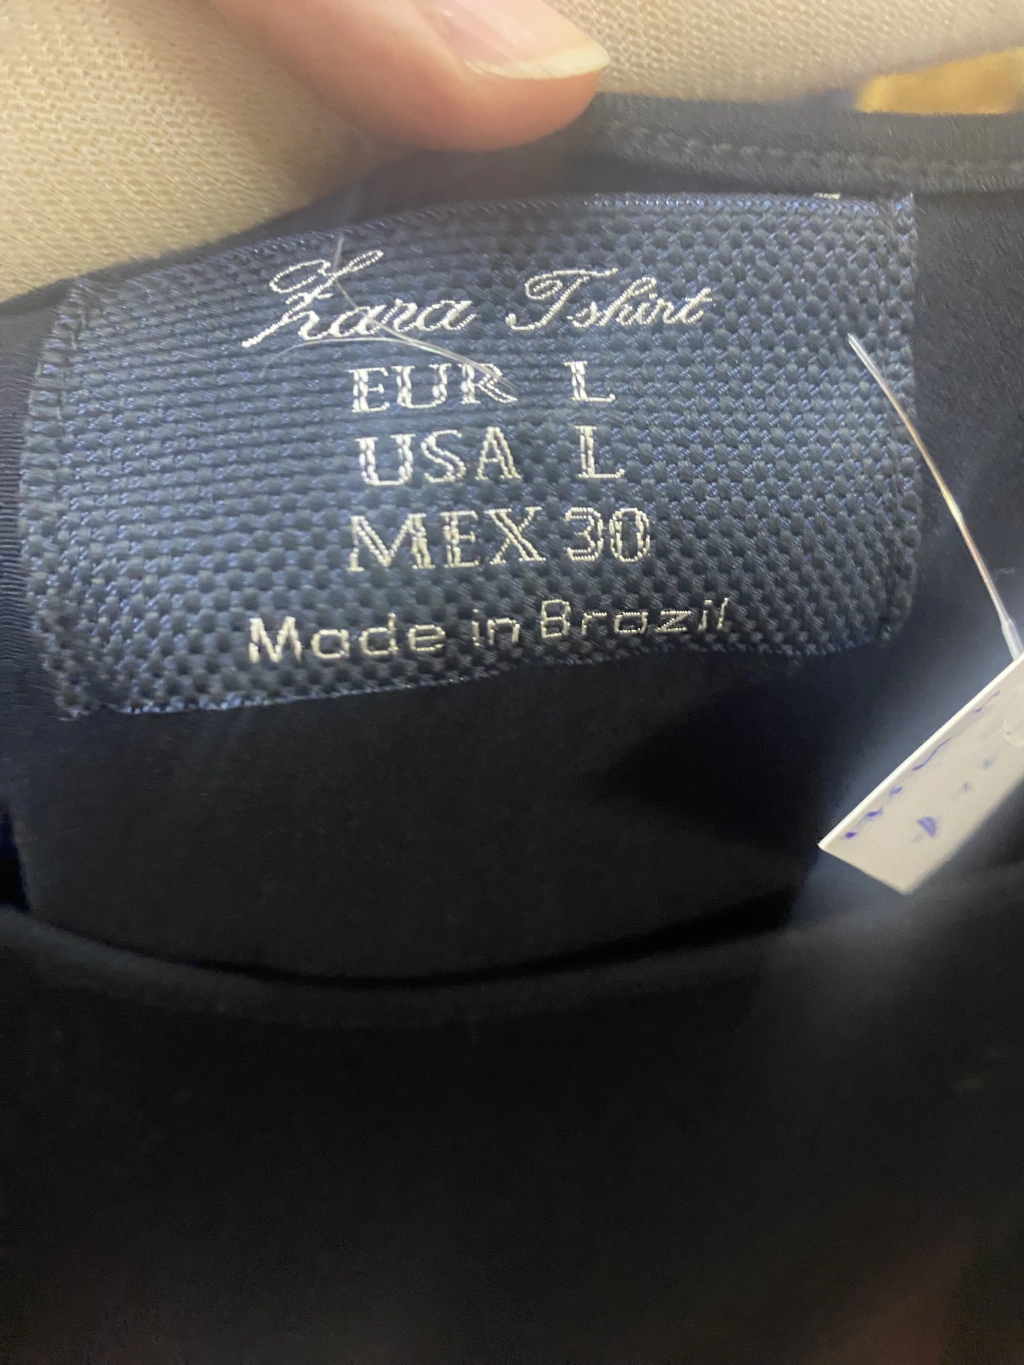 Zara Tshirt
EUR L
USA L
MEX 30
Made in Brazil